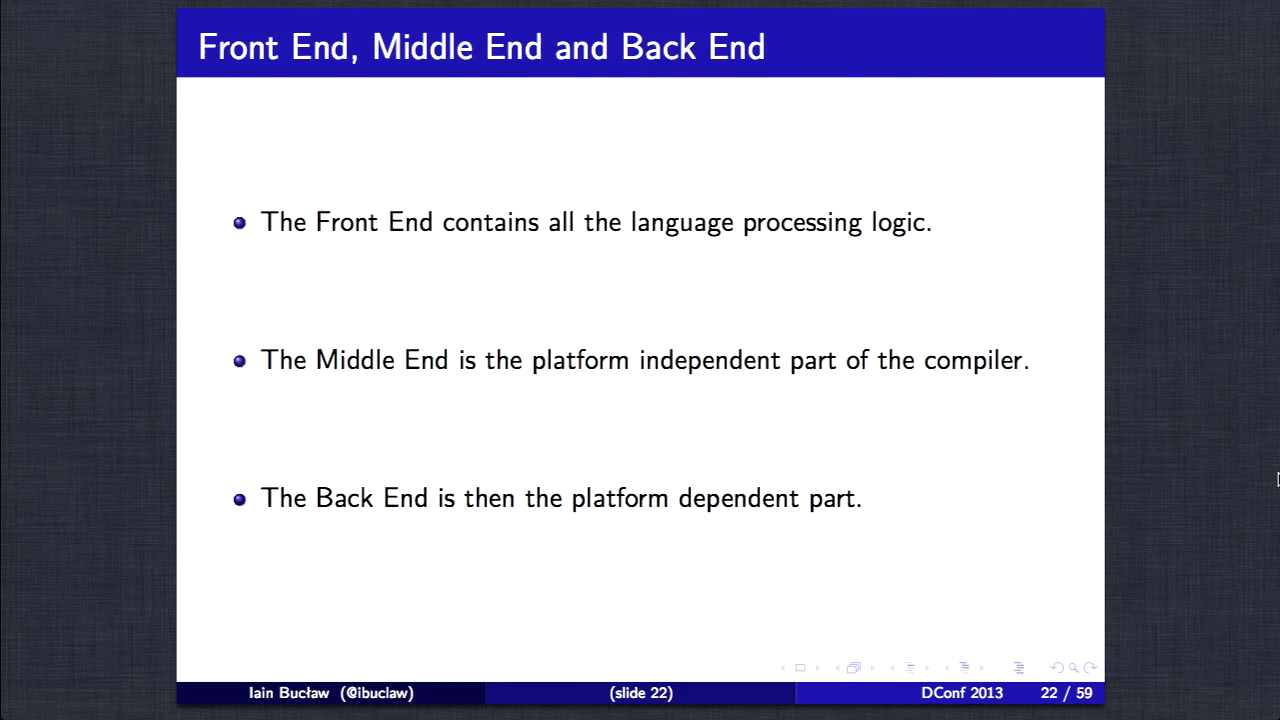 Front End, Middle End and Back End
The Front End contains all the language processing logic.
The Middle End is the platform independent part of the compiler.
The Back End is then the platform dependent part.
Iain Bucław (@ibuclaw) (slide 22) DConf 2013 22 / 59